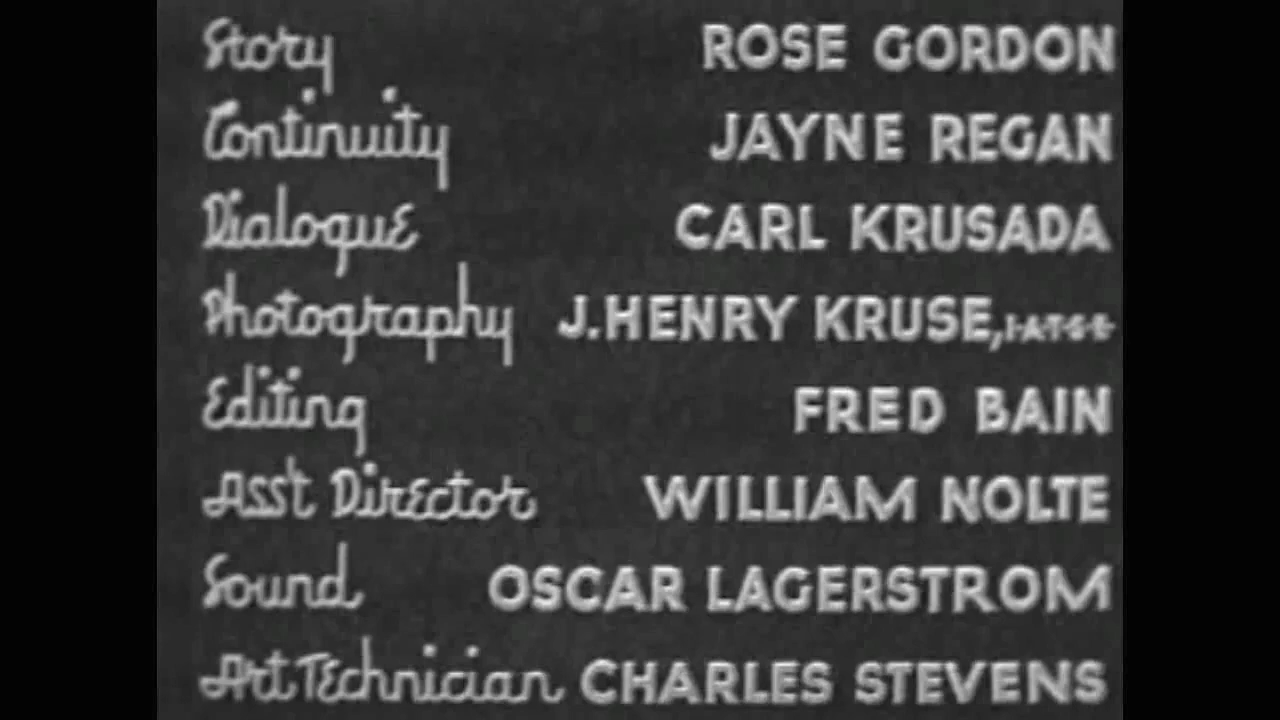 Story ROSE GORDON
Continuity JAYNE REGAN
Dialogue CARL KRUSADA
Photography J.HENRY KRUSE, I·A·T·S·E
Editing FRED BAIN
Asst Director WILLIAM NOLTE
Sound OSCAR LAGERSTROM
Art Technician CHARLES STEVENS